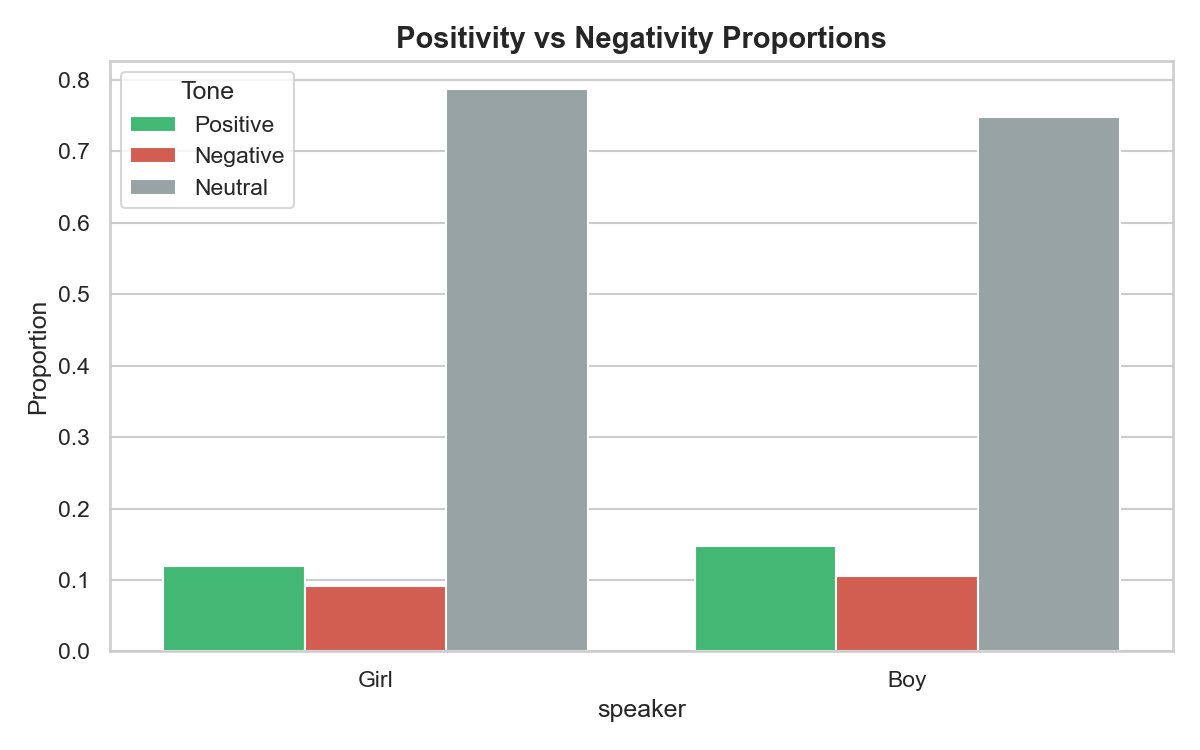 Positivity vs Negativity Proportions
Tone
Positive
Negative
Neutral
Proportion
0.8
0.7
0.6
0.5
0.4
0.3
0.2
0.1
0.0
Girl Boy
speaker